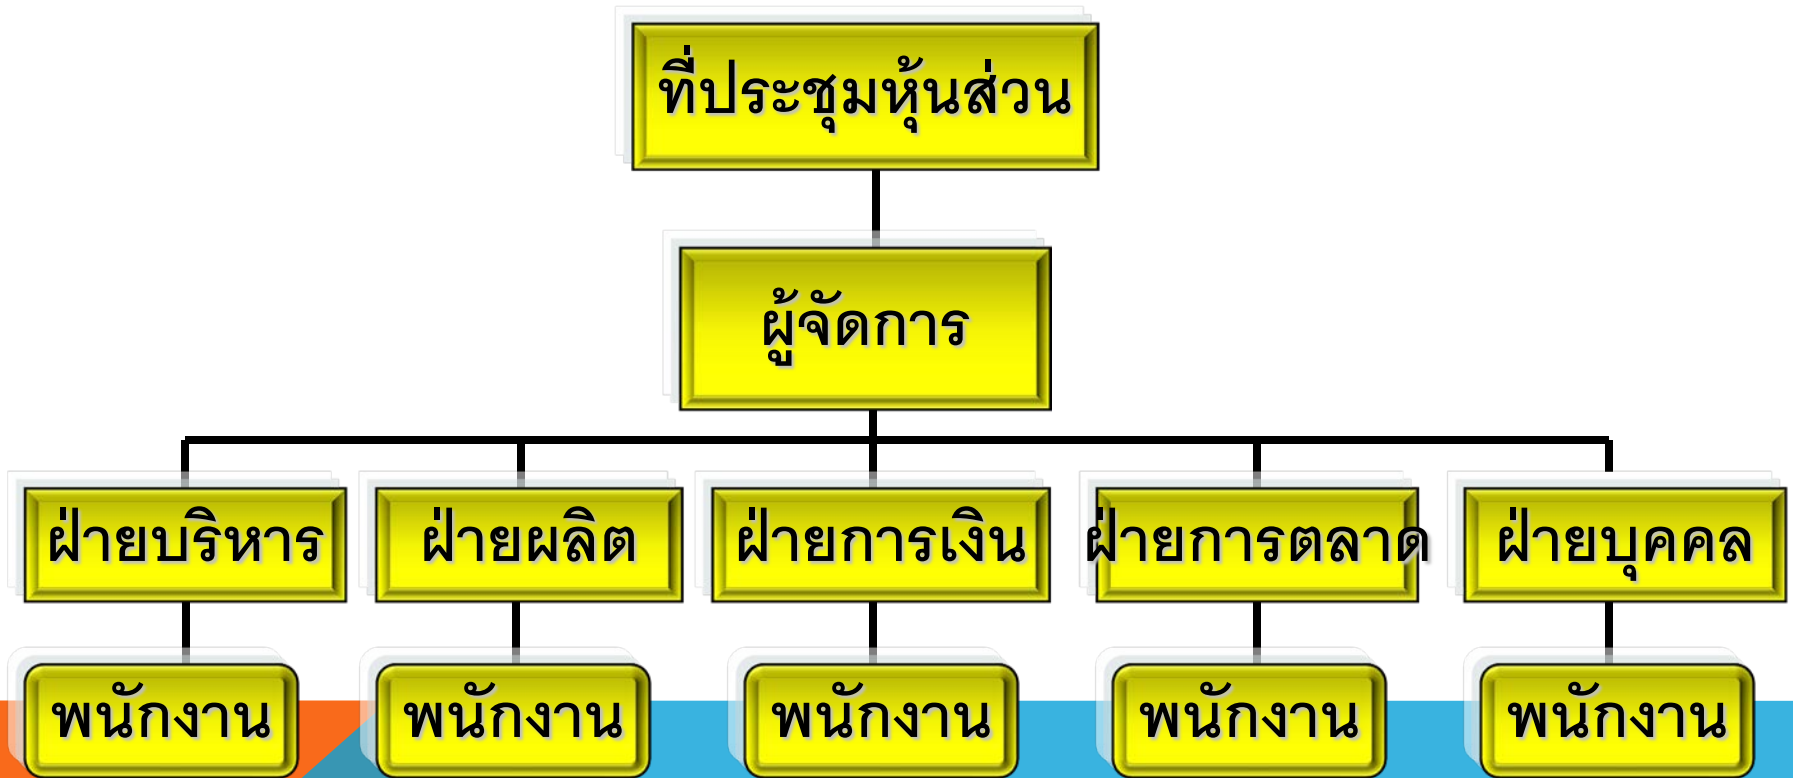 ที่ประชุมหุ้นส่วน
ผู้จัดการ
ฝ่ายบริหาร
ฝ่ายผลิต
ฝ่ายการเงิน
ฝ่ายการตลาด
ฝ่ายบุคคล
พนักงาน
พนักงาน
พนักงาน
พนักงาน
พนักงาน